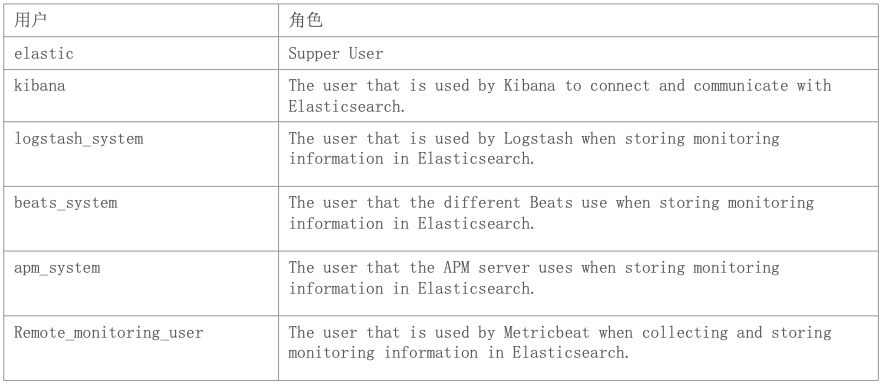 用户 角色
elastic Supper User
kibana The user that is used by Kibana to connect and communicate with
Elasticsearch.
logstash_system The user that is used by Logstash when storing monitoring
information in Elasticsearch.
beats_system The user that the different Beats use when storing monitoring
information in Elasticsearch.
apm_system The user that the APM server uses when storing monitoring
information in Elasticsearch.
Remote_monitoring_user The user that is used by Metricbeat when collecting and storing
monitoring information in Elasticsearch.